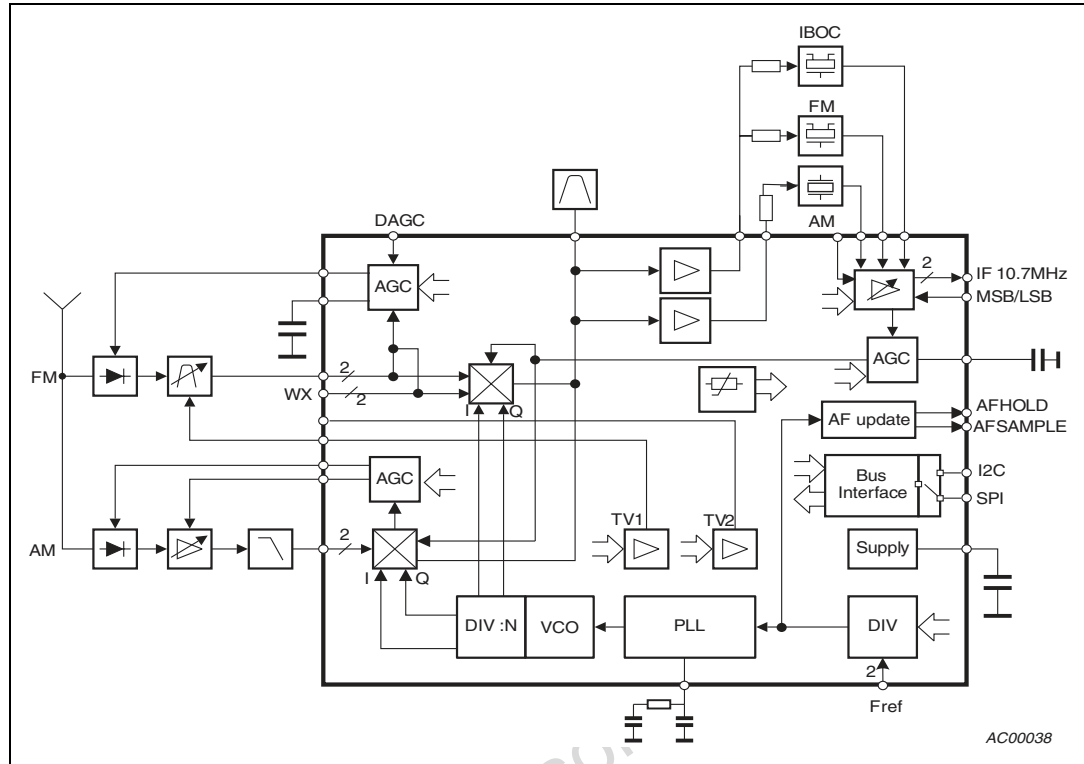 IBOC
FM
AM
DAGC
AGC
2
IF 10.7MHz
MSB/LSB
FM
2
WX
2
I
Q
AGC
AF update
AFHOLD
AFSAMPLE
AGC
Bus
Interface
I2C
SPI
TV1
TV2
AM
2
I
Q
Supply
DIV :N
VCO
PLL
DIV
2
Fref
AC00038